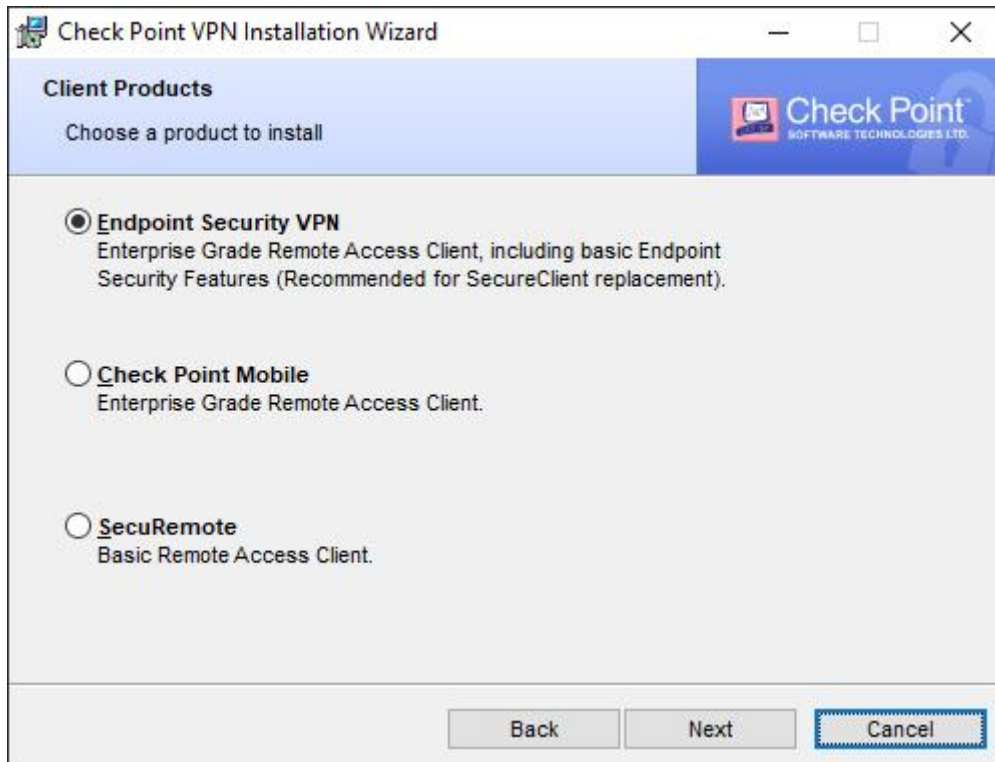 Check Point VPN Installation Wizard
Client Products
Choose a product to install
Check Point
SOFTWARE TECHNOLOGIES LTD.
Endpoint Security VPN
Enterprise Grade Remote Access Client, including basic Endpoint
Security Features (Recommended for SecureClient replacement).
Check Point Mobile
Enterprise Grade Remote Access Client.
SecuRemote
Basic Remote Access Client.
Back
Next
Cancel